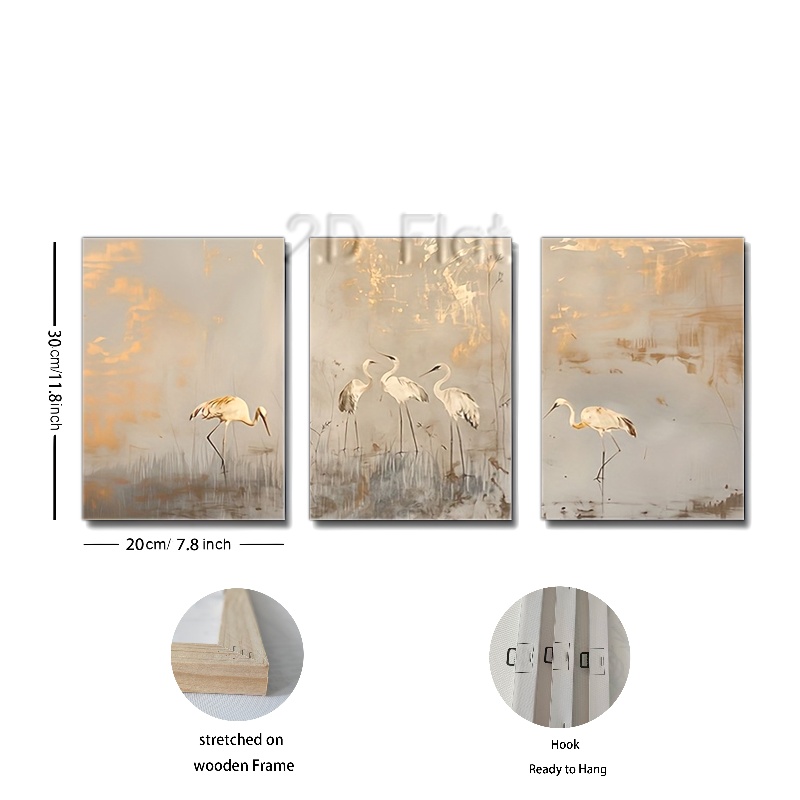 2D Flat
30cm/11.8inch
20cm/ 7.8 inch
stretched on
wooden Frame
Hook
Ready to Hang